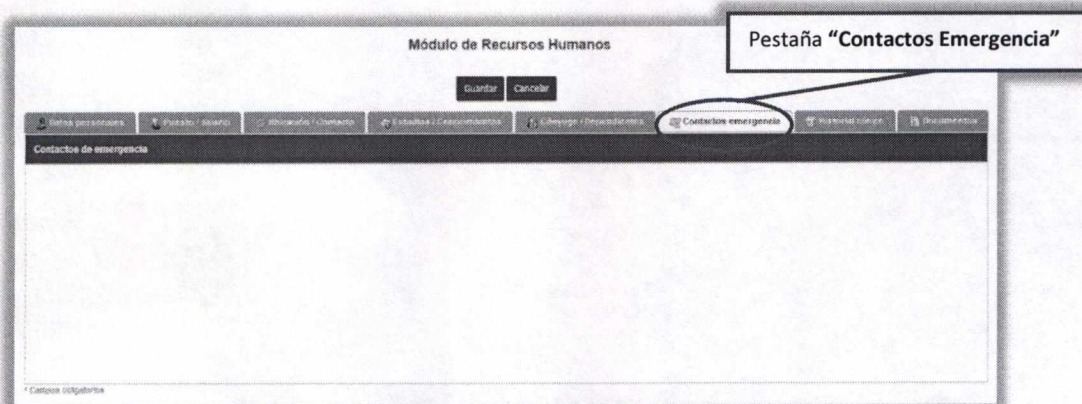 Pestaña "Contactos Emergencia"
Módulo de Recursos Humanos
Guardar Cancelar
Datos personales Puesto / Salario Ubicación / Contacto Estudios / Conocimientos Cónyuge / Dependientes Contactos emergencia Historial clínico Documentos
Contactos de emergencia
* Campos obligatorios